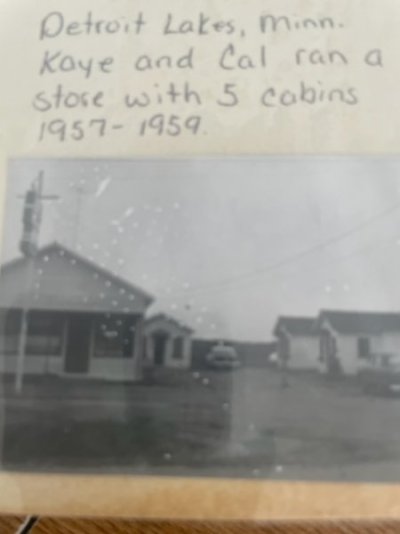 Detroit Lakes, Minn.
Kaye and Cal ran a
store with 5 cabins
1957-1959.